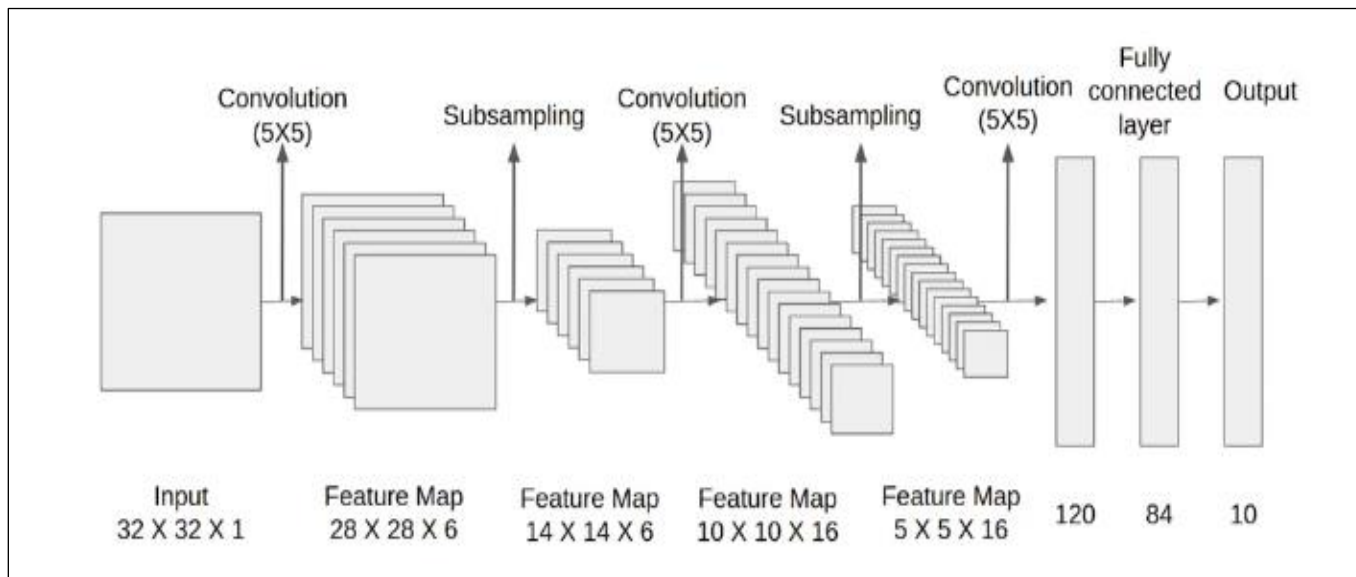 Convolution
(5X5)
Subsampling
Convolution
(5X5)
Subsampling
Convolution
(5X5)
Fully
connected
layer
Output
Input
32 X 32 X 1
Feature Map
28 X 28 X 6
Feature Map
14 X 14 X 6
Feature Map
10 X 10 X 16
Feature Map
5 X 5 X 16
120
84
10